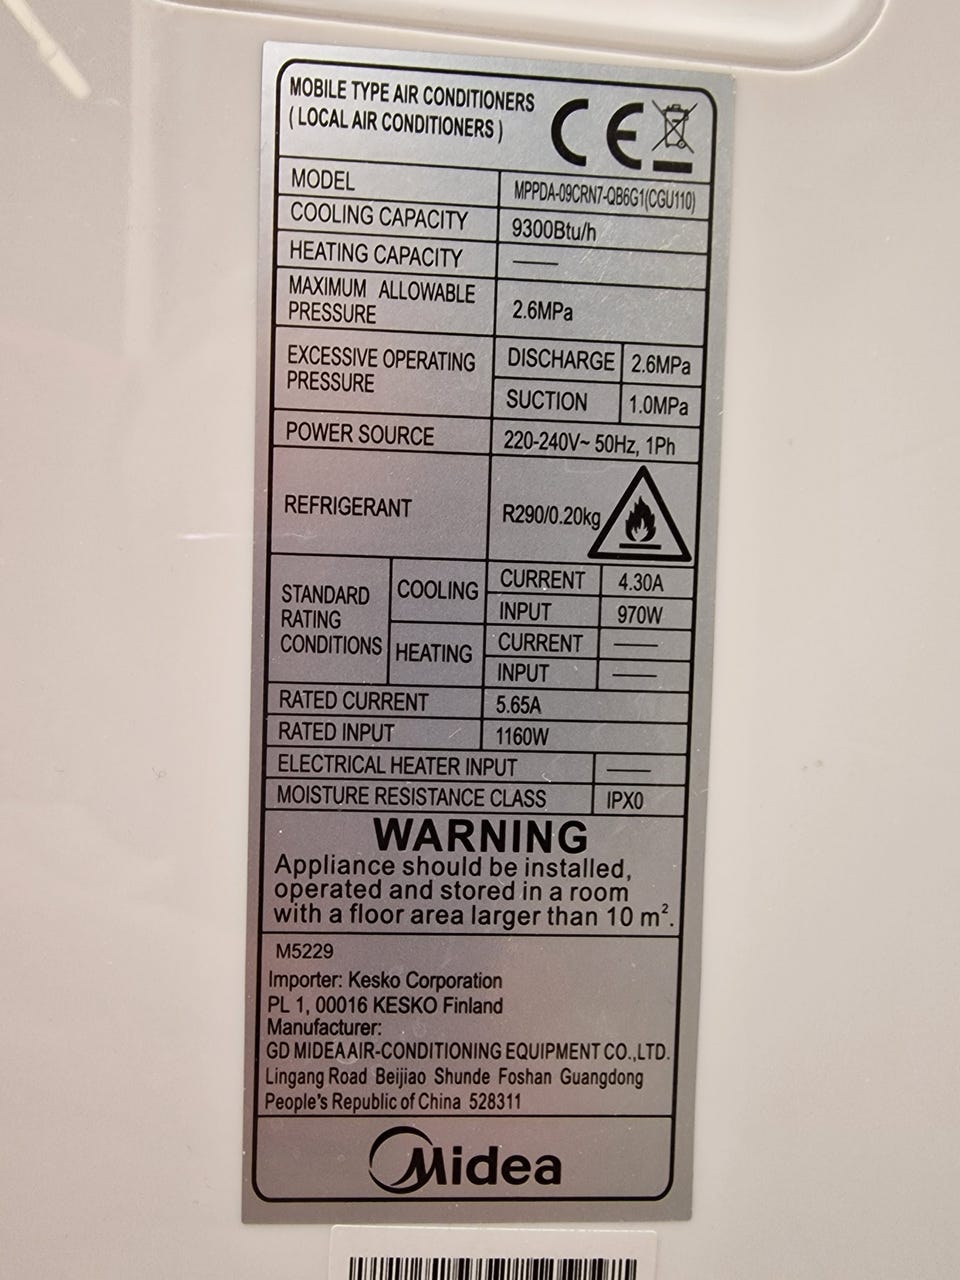 MOBILE TYPE AIR CONDITIONERS
( LOCAL AIR CONDITIONERS )
CE
MODEL MPPDA-09CRN7-QB6G1(CGU110)
COOLING CAPACITY 9300Btu/h
HEATING CAPACITY ——
MAXIMUM ALLOWABLE
PRESSURE 2.6MPa
EXCESSIVE OPERATING
PRESSURE
DISCHARGE 2.6MPa
SUCTION 1.0MPa
POWER SOURCE 220-240V~ 50Hz, 1Ph
REFRIGERANT R290/0.20kg
STANDARD
RATING
CONDITIONS
COOLING
CURRENT 4.30A
INPUT 970W
HEATING
CURRENT ——
INPUT ——
RATED CURRENT 5.65A
RATED INPUT 1160W
ELECTRICAL HEATER INPUT ——
MOISTURE RESISTANCE CLASS IPX0
WARNING
Appliance should be installed,
operated and stored in a room
with a floor area larger than 10 m².
M5229
Importer: Kesko Corporation
PL 1, 00016 KESKO Finland
Manufacturer:
GD MIDEA AIR-CONDITIONING EQUIPMENT CO.,LTD.
Lingang Road Beijiao Shunde Foshan Guangdong
People's Republic of China 528311
Midea